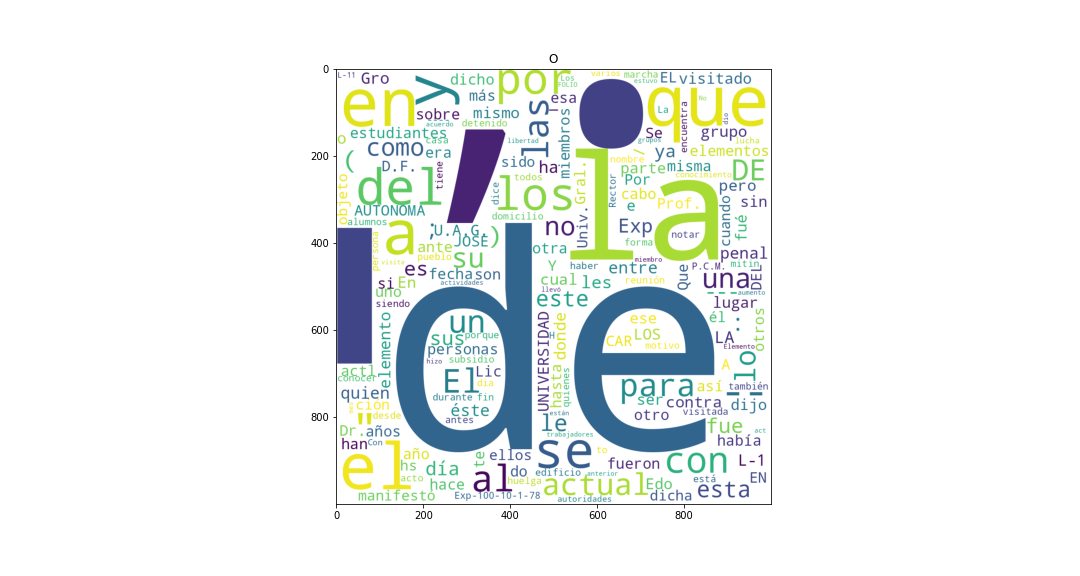 O
0
200
400
600
800
0 200 400 600 800
L-11 Gro y dicho por Los FOLIO varios marcha estuvo EL visitado
en más esa . que La No
sobre mismo las encuentra dio
acuerdo detenido miembros Se grupo
o estudiantes casa , libertad grupos lucha
como era / ya elementos
( D.F. sido ha nombre
tiene todos Gral. parte misma conocimiento DE
del dice los Rector Por la pero
objeto cabo Prof. sin
AUTONOMA domicilio e cuando
alumnos ; U.A.G. no Univ. Exp notar fué
a JOSE )
persona ante otra forma penal
pueblo su Y haber entre miembro P.C.M. mitin
visito es fecha son Que una DEL
actividades cual les reunión
si En llevó --- aumento
uno este lugar
siendo de él : otros
l un UNIVERSIDAD H donde ese
elemento sus porque CAR LOS LA Elemento
personas motivo
hizo subsidio A lo
actl El Lic hasta quienes para así también
conocer día
quien durante fin ser contra dijo
ción éste están otro visitada
" desde antes le fue act
Dr. años trabajadores
han Con se había
el año te ellos to fueron con L-1
hs día do edificio anterior está EN
acto hace al huelga actual Edo esta
manifesto Exp-100-10-1-78 autoridades dicha